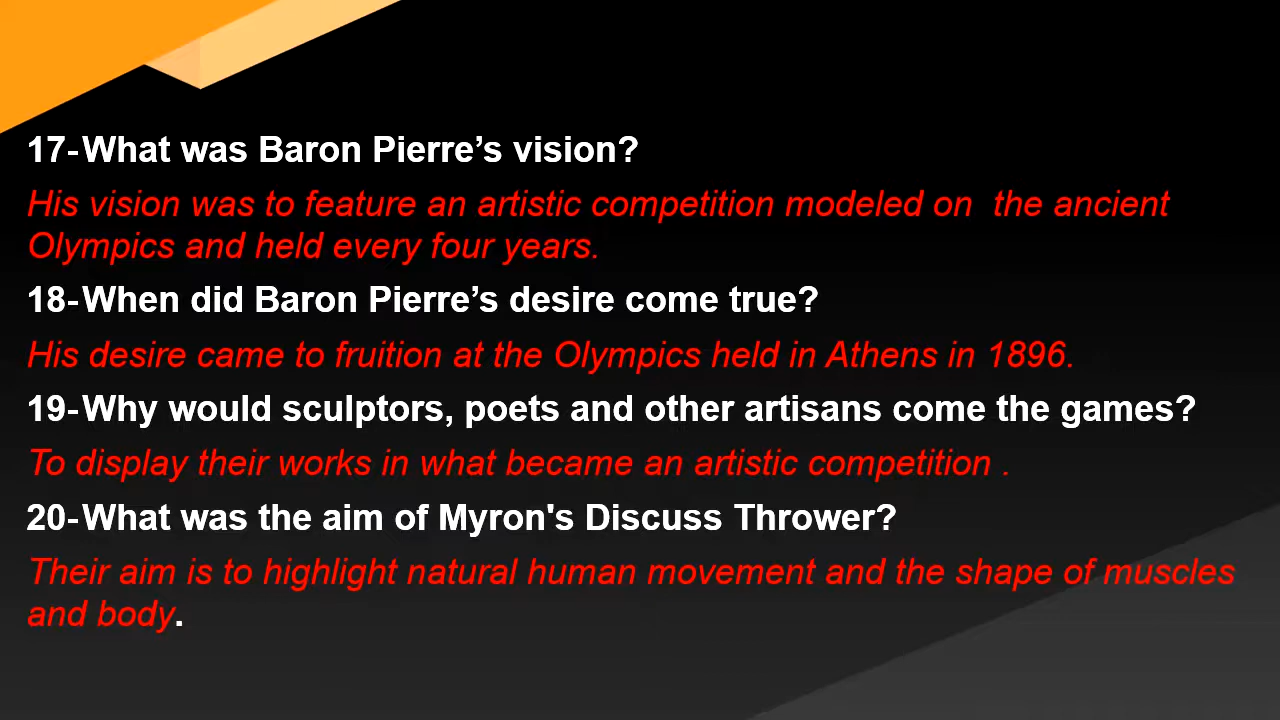 17-What was Baron Pierre’s vision?
His vision was to feature an artistic competition modeled on  the ancient
Olympics and held every four years.
18-When did Baron Pierre’s desire come true?
His desire came to fruition at the Olympics held in Athens in 1896.
19-Why would sculptors, poets and other artisans come the games?
To display their works in what became an artistic competition .
20-What was the aim of Myron's Discuss Thrower?
Their aim is to highlight natural human movement and the shape of muscles
and body.